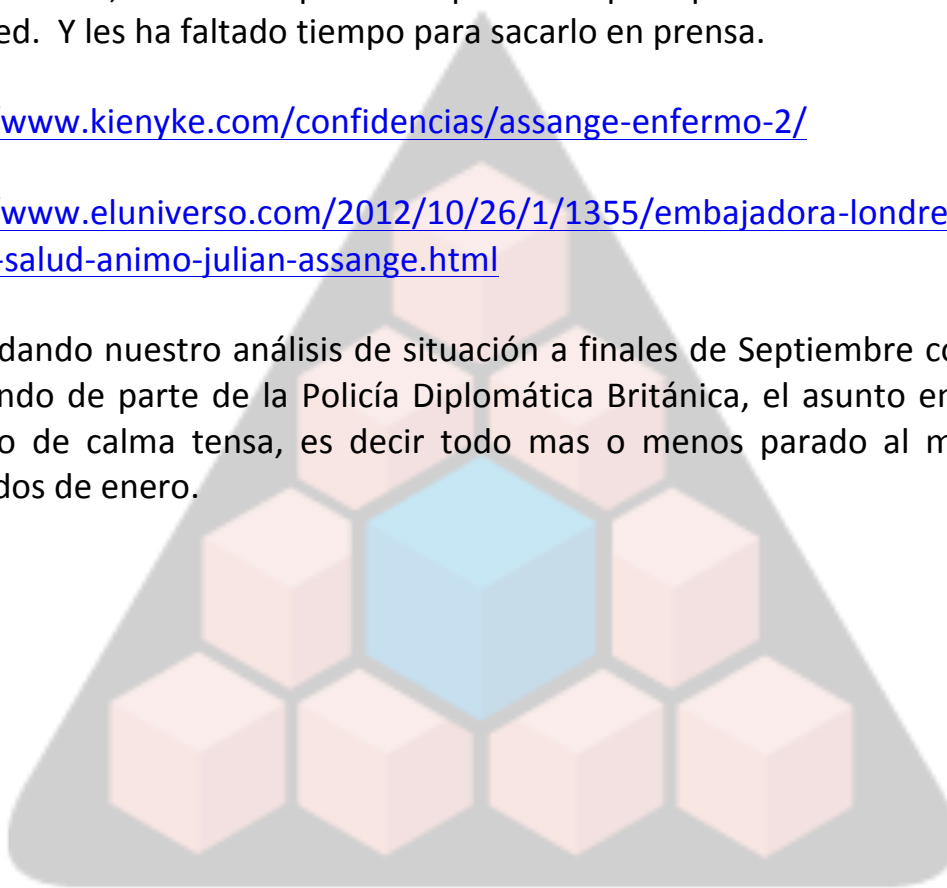 ed. Y les ha faltado tiempo para sacarlo en prensa.
/www.kienyke.com/confidencias/assange-enfermo-2/
/www.eluniverso.com/2012/10/26/1/1355/embajadora-londre
-salud-animo-julian-assange.html
dando nuestro análisis de situación a finales de Septiembre co
ndo de parte de la Policía Diplomática Británica, el asunto en
o de calma tensa, es decir todo mas o menos parado al m
dos de enero.